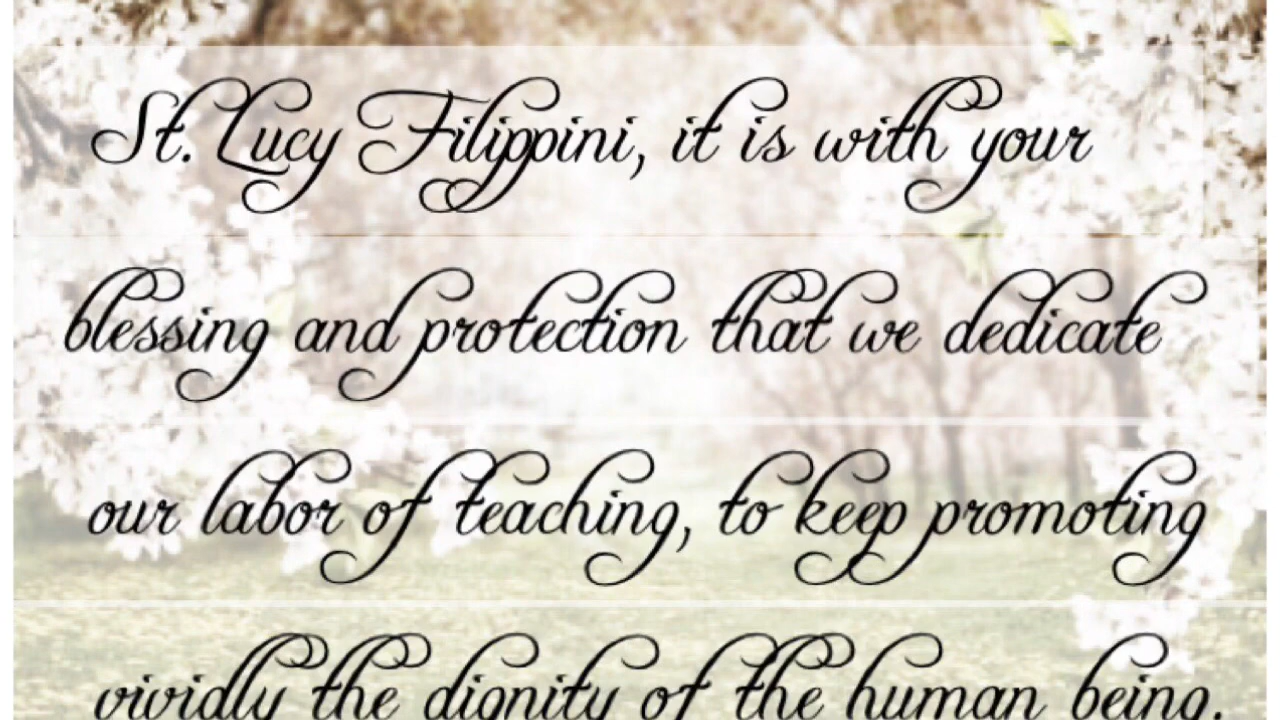 St. Lucy Filippini, it is with your
blessing and protection that we dedicate
our labor of teaching, to keep promoting
vividly the dignity of the human being.